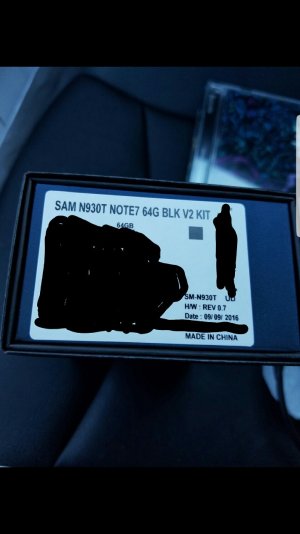 SAM N930T NOTE7 64G BLK V2 KIT
64GB
SM-N930T
H/W : REV 0.7
Date : 09/ 09/ 2016
MADE IN CHINA